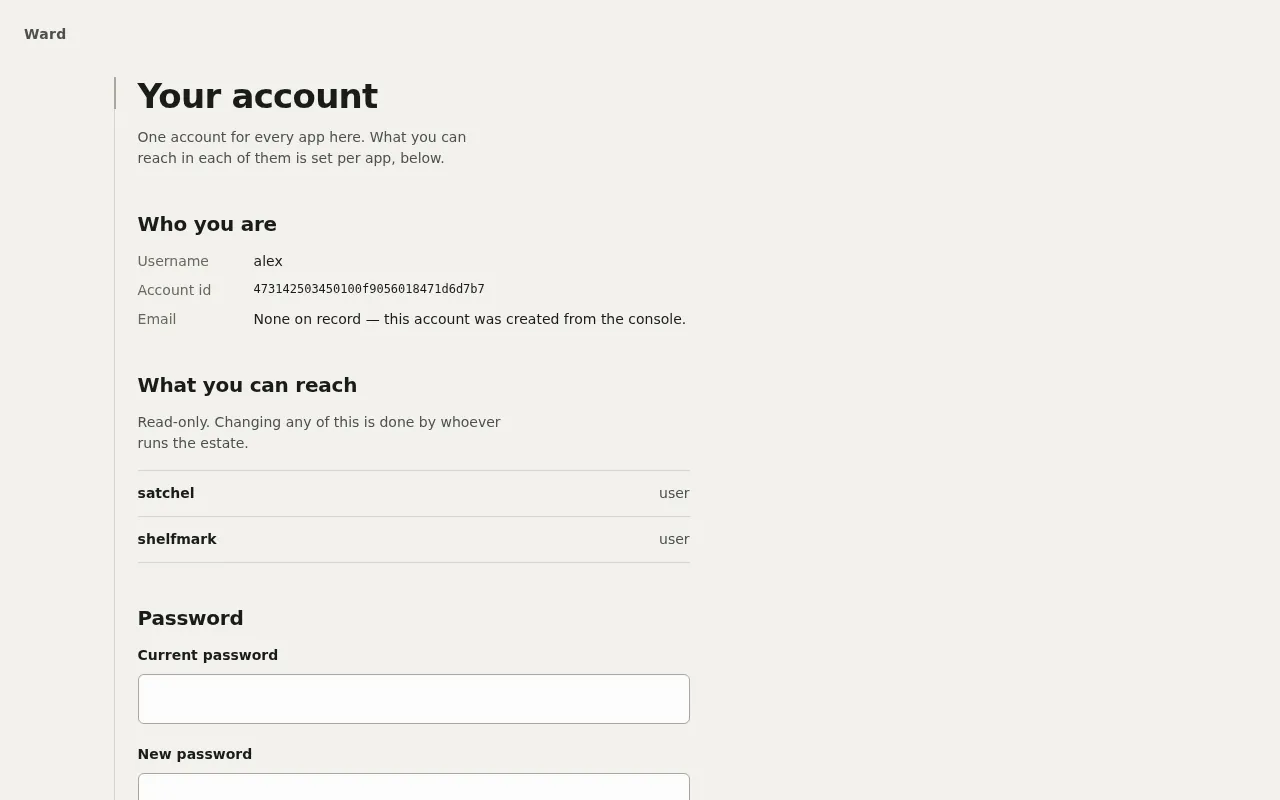 Ward
Your account
One account for every app here. What you can
reach in each of them is set per app, below.
Who you are
Username alex
Account id 473142503450100f9056018471d6d7b7
Email None on record — this account was created from the console.
What you can reach
Read-only. Changing any of this is done by whoever
runs the estate.
satchel user
shelfmark user
Password
Current password
New password